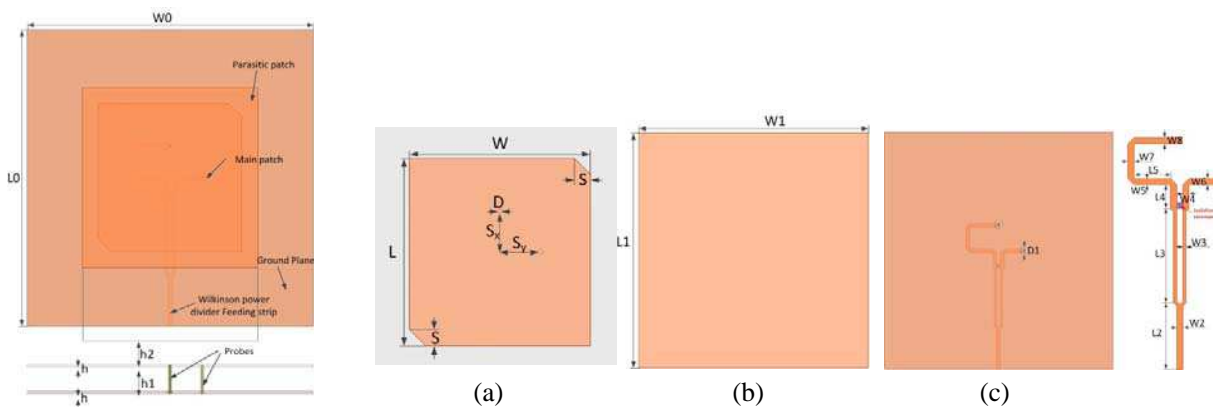 W0
Parasitic patch
Main patch
L0
Ground Plane
Wilkinson power
divider Feeding strip
h2
Probes
h
h1
h
W
S
D
Sx
Sy
L
S
(a)
W1
L1
(b)
D1
(c)
W8
W7
L5
W5
W6
L4
W4
L3
W3
L2
W2